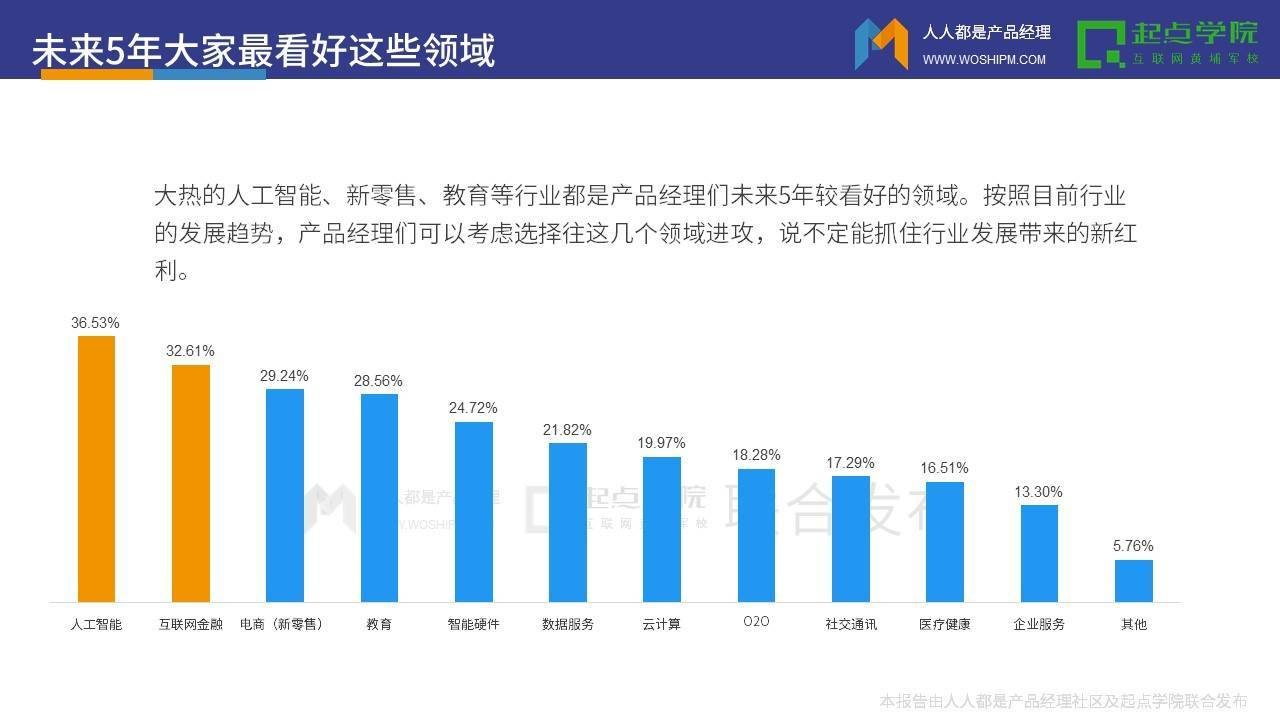 未来5年大家最看好这些领域
人人都是产品经理
WWW.WOSHIPM.COM
起点学院
互联网黄埔军校
大热的人工智能、新零售、教育等行业都是产品经理们未来5年较看好的领域。按照目前行业
的发展趋势，产品经理们可以考虑选择往这几个领域进攻，说不定能抓住行业发展带来的新红
利。
36.53%
32.61%
29.24%
28.56%
24.72%
21.82%
19.97%
18.28%
17.29%
16.51%
13.30%
5.76%
人工智能
互联网金融
电商（新零售）
教育
智能硬件
数据服务
云计算
O2O
社交通讯
医疗健康
企业服务
其他
本报告由人人都是产品经理社区及起点学院联合发布